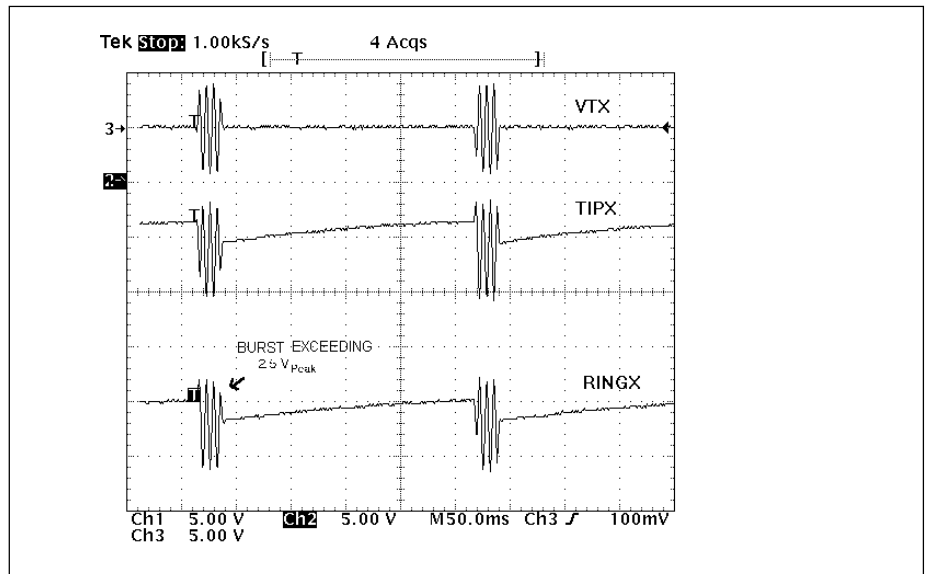 Tek Stop: 1.00kS/s 4 Acqs
[ T ]
T VTX
3→
2→
T TIPX
BURST EXCEEDING
2.5 VPeak
T RINGX
Ch1 5.00 V Ch2 5.00 V M50.0ms Ch3 ƒ 100mV
Ch3 5.00 V